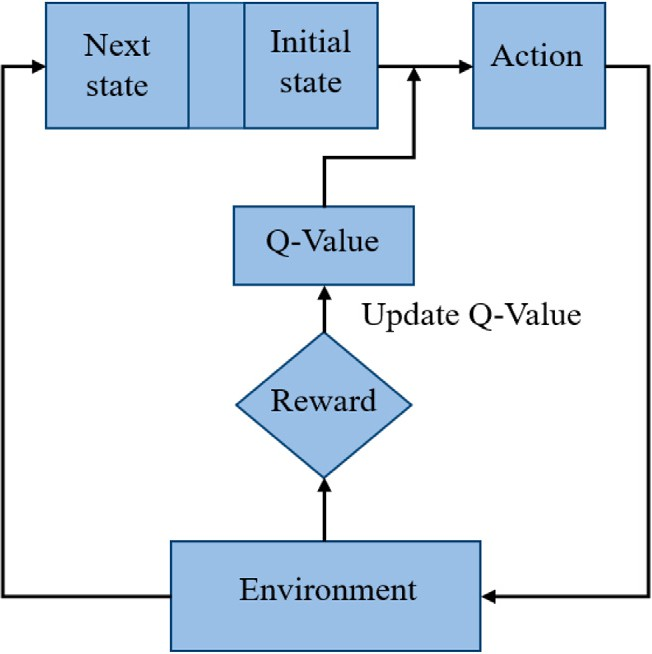 Next
state
Initial
state
Action
Q-Value
Update Q-Value
Reward
Environment